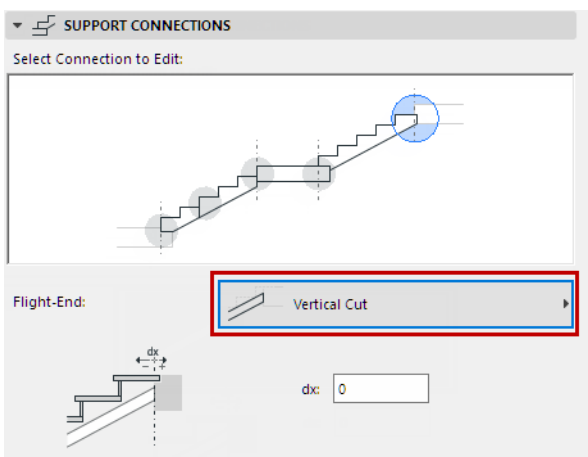 SUPPORT CONNECTIONS
Select Connection to Edit:
Flight-End:
Vertical Cut
dx
- +
dx:
0